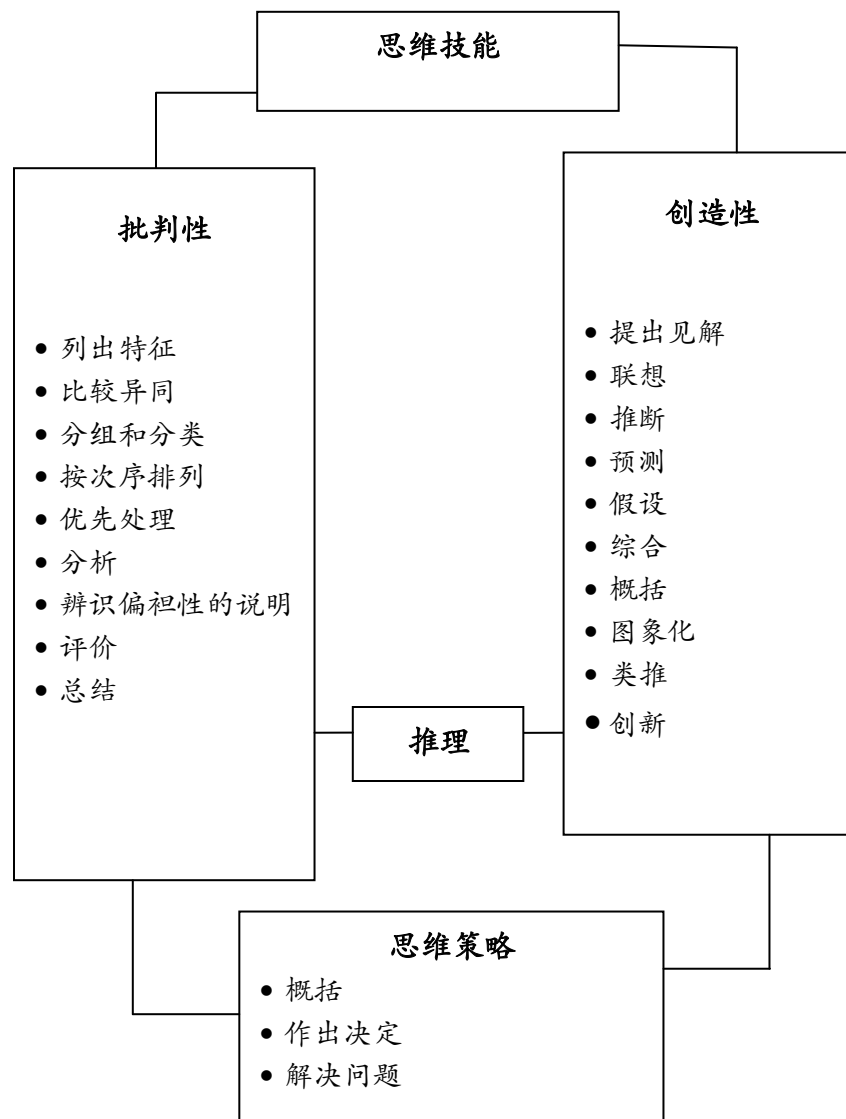 思维技能
批判性
• 列出特征
• 比较异同
• 分组和分类
• 按次序排列
• 优先处理
• 分析
• 辨识偏袒性的说明
• 评价
• 总结
创造性
• 提出见解
• 联想
• 推断
• 预测
• 假设
• 综合
• 概括
• 图象化
• 类推
• 创新
推理
思维策略
• 概括
• 作出决定
• 解决问题